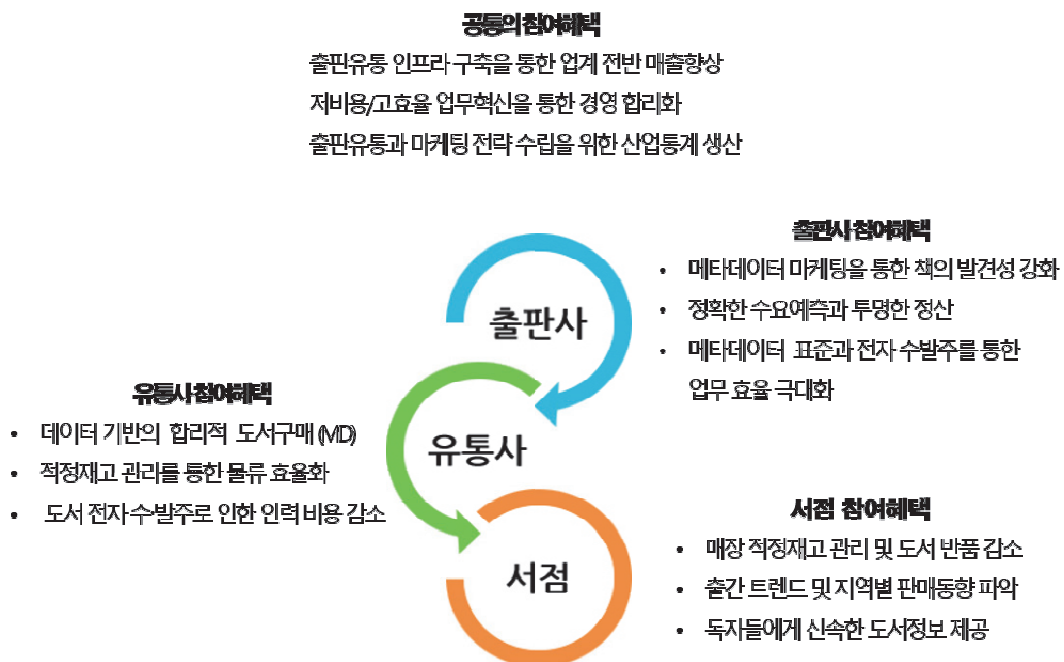 공통의 참여혜택
출판유통 인프라 구축을 통한 업계 전반 매출향상
저비용/고효율 업무혁신을 통한 경영 합리화
출판유통과 마케팅 전략 수립을 위한 산업통계 생산
출판사 참여혜택
• 메타데이터 마케팅을 통한 책의 발견성 강화
• 정확한 수요예측과 투명한 정산
• 메타데이터 표준과 전자 수발주를 통한
업무 효율 극대화
출판사
유통사 참여혜택
• 데이터 기반의 합리적 도서구매 (MD)
• 적정재고 관리를 통한 물류 효율화
• 도서 전자 수·발주로 인한 인력 비용 감소
유통사
서점 참여혜택
• 매장 적정재고 관리 및 도서 반품 감소
• 출간 트렌드 및 지역별 판매동향 파악
• 독자들에게 신속한 도서정보 제공
서점